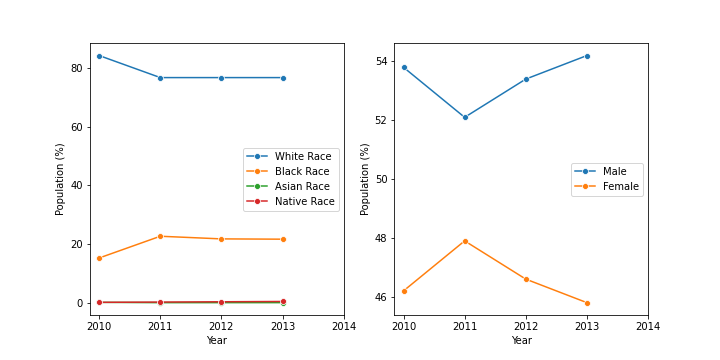 80
60
40
20
0
Population (%)
2010 2011 2012 2013 2014
Year
White Race
Black Race
Asian Race
Native Race
54
52
50
48
46
Population (%)
2010 2011 2012 2013 2014
Year
Male
Female